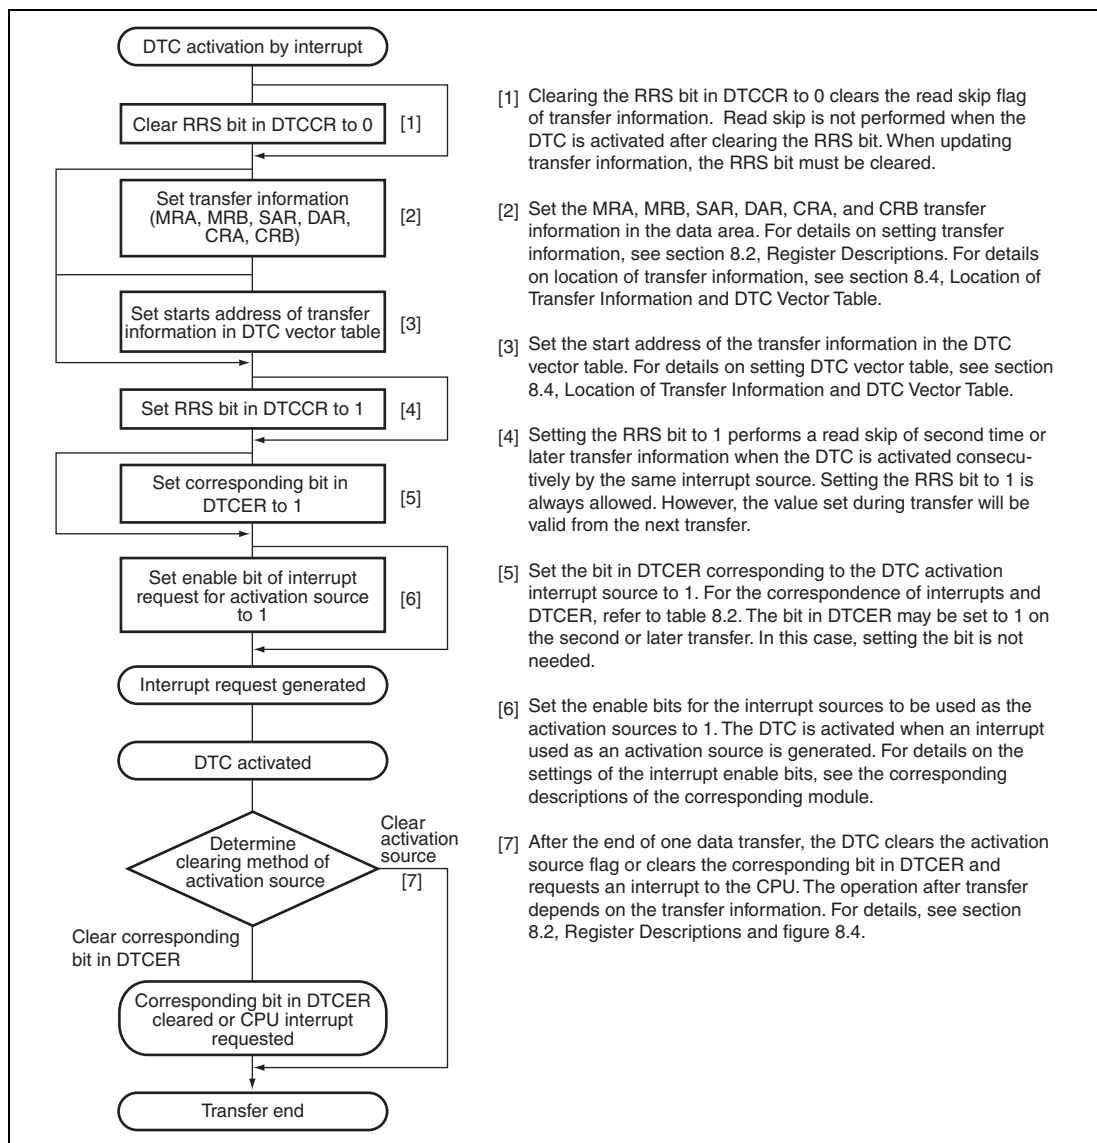 DTC activation by interrupt
Clear RRS bit in DTCCR to 0
[1]
Set transfer information
(MRA, MRB, SAR, DAR,
CRA, CRB)
[2]
Set starts address of transfer
information in DTC vector table
[3]
Set RRS bit in DTCCR to 1
[4]
Set corresponding bit in
DTCER to 1
[5]
Set enable bit of interrupt
request for activation source
to 1
[6]
Interrupt request generated
DTC activated
Determine
clearing method of
activation source
Clear
activation
source
[7]
Clear corresponding
bit in DTCER
Corresponding bit in DTCER
cleared or CPU interrupt
requested
Transfer end
[1] Clearing the RRS bit in DTCCR to 0 clears the read skip flag
of transfer information. Read skip is not performed when the
DTC is activated after clearing the RRS bit. When updating
transfer information, the RRS bit must be cleared.
[2] Set the MRA, MRB, SAR, DAR, CRA, and CRB transfer
information in the data area. For details on setting transfer
information, see section 8.2, Register Descriptions. For details
on location of transfer information, see section 8.4, Location of
Transfer Information and DTC Vector Table.
[3] Set the start address of the transfer information in the DTC
vector table. For details on setting DTC vector table, see section
8.4, Location of Transfer Information and DTC Vector Table.
[4] Setting the RRS bit to 1 performs a read skip of second time or
later transfer information when the DTC is activated consecu-
tively by the same interrupt source. Setting the RRS bit to 1 is
always allowed. However, the value set during transfer will be
valid from the next transfer.
[5] Set the bit in DTCER corresponding to the DTC activation
interrupt source to 1. For the correspondence of interrupts and
DTCER, refer to table 8.2. The bit in DTCER may be set to 1 on
the second or later transfer. In this case, setting the bit is not
needed.
[6] Set the enable bits for the interrupt sources to be used as the
activation sources to 1. The DTC is activated when an interrupt
used as an activation source is generated. For details on the
settings of the interrupt enable bits, see the corresponding
descriptions of the corresponding module.
[7] After the end of one data transfer, the DTC clears the activation
source flag or clears the corresponding bit in DTCER and
requests an interrupt to the CPU. The operation after transfer
depends on the transfer information. For details, see section
8.2, Register Descriptions and figure 8.4.